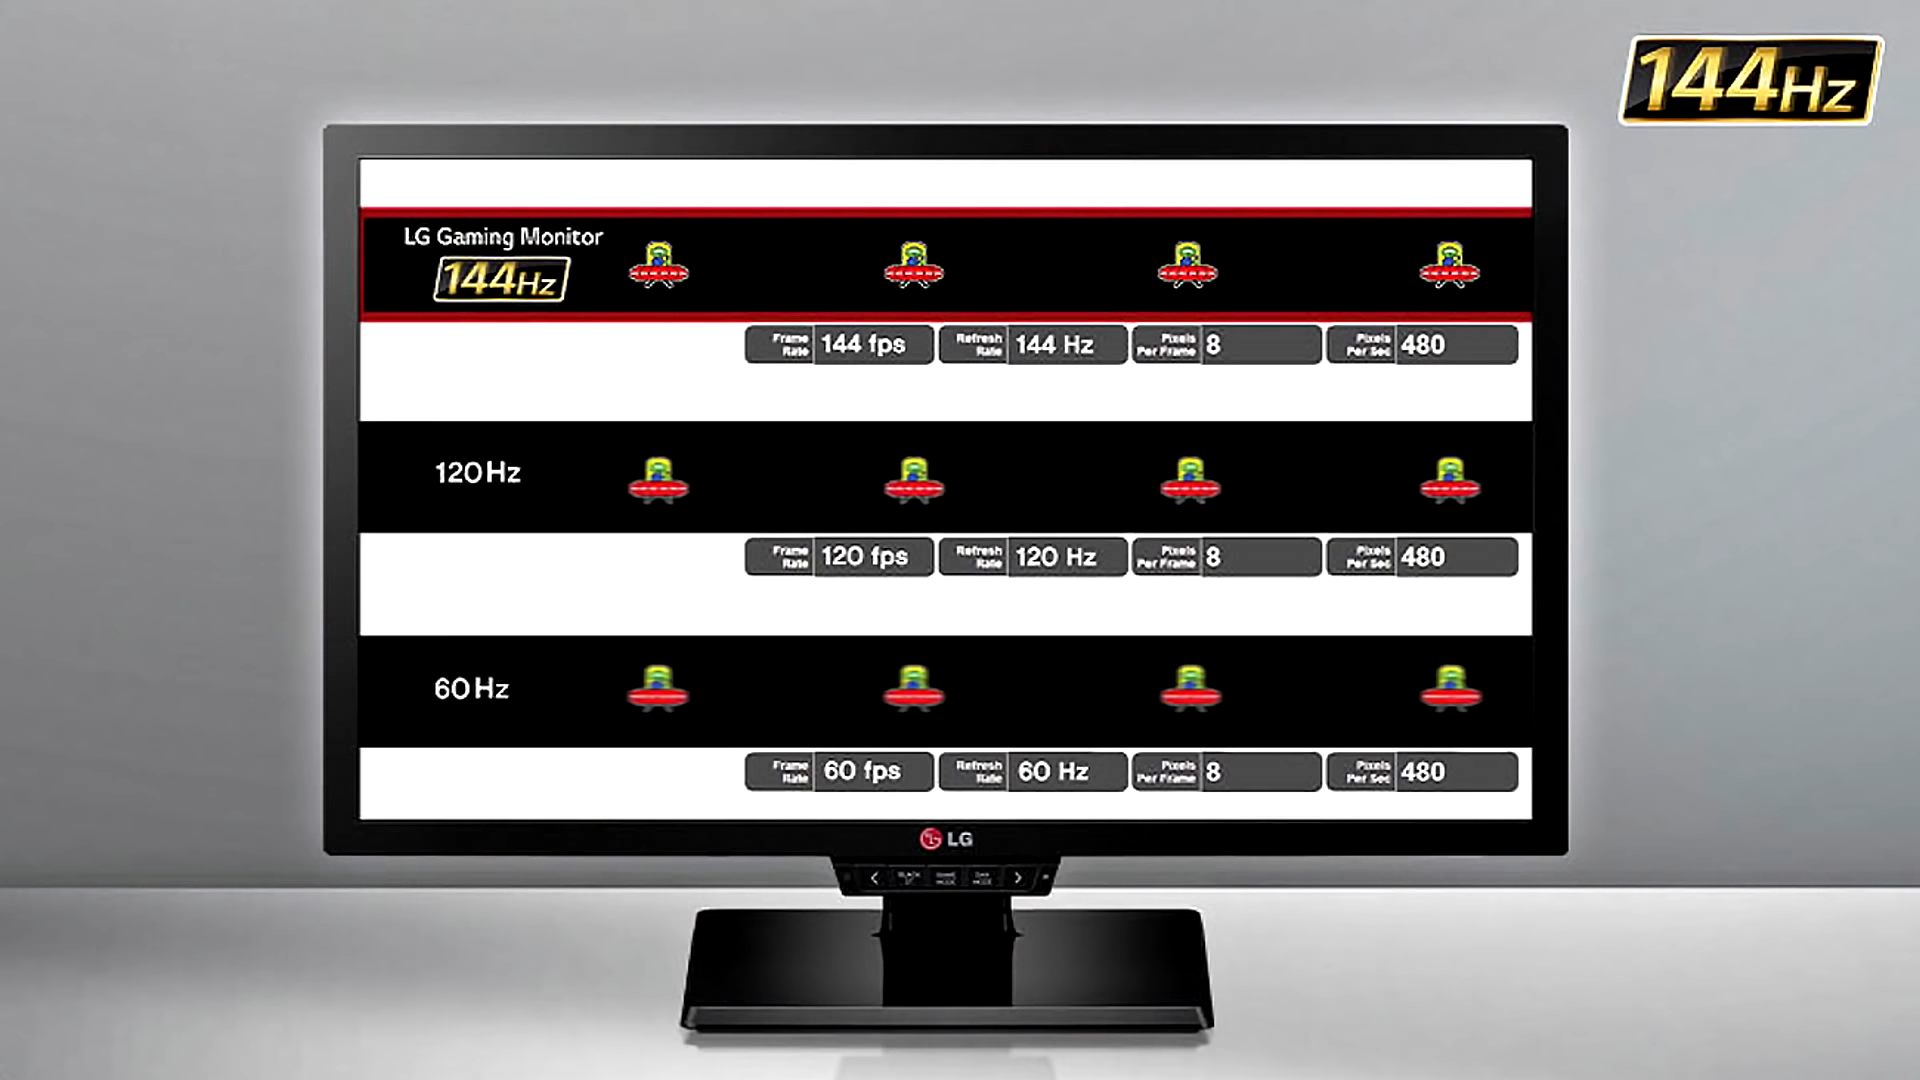 144Hz
LG Gaming Monitor
144Hz
Frame Rate 144 fps Refresh Rate 144 Hz Pixels Per Frame 8 Pixels Per Sec 480
120Hz
Frame Rate 120 fps Refresh Rate 120 Hz Pixels Per Frame 8 Pixels Per Sec 480
60Hz
Frame Rate 60 fps Refresh Rate 60 Hz Pixels Per Frame 8 Pixels Per Sec 480
LG